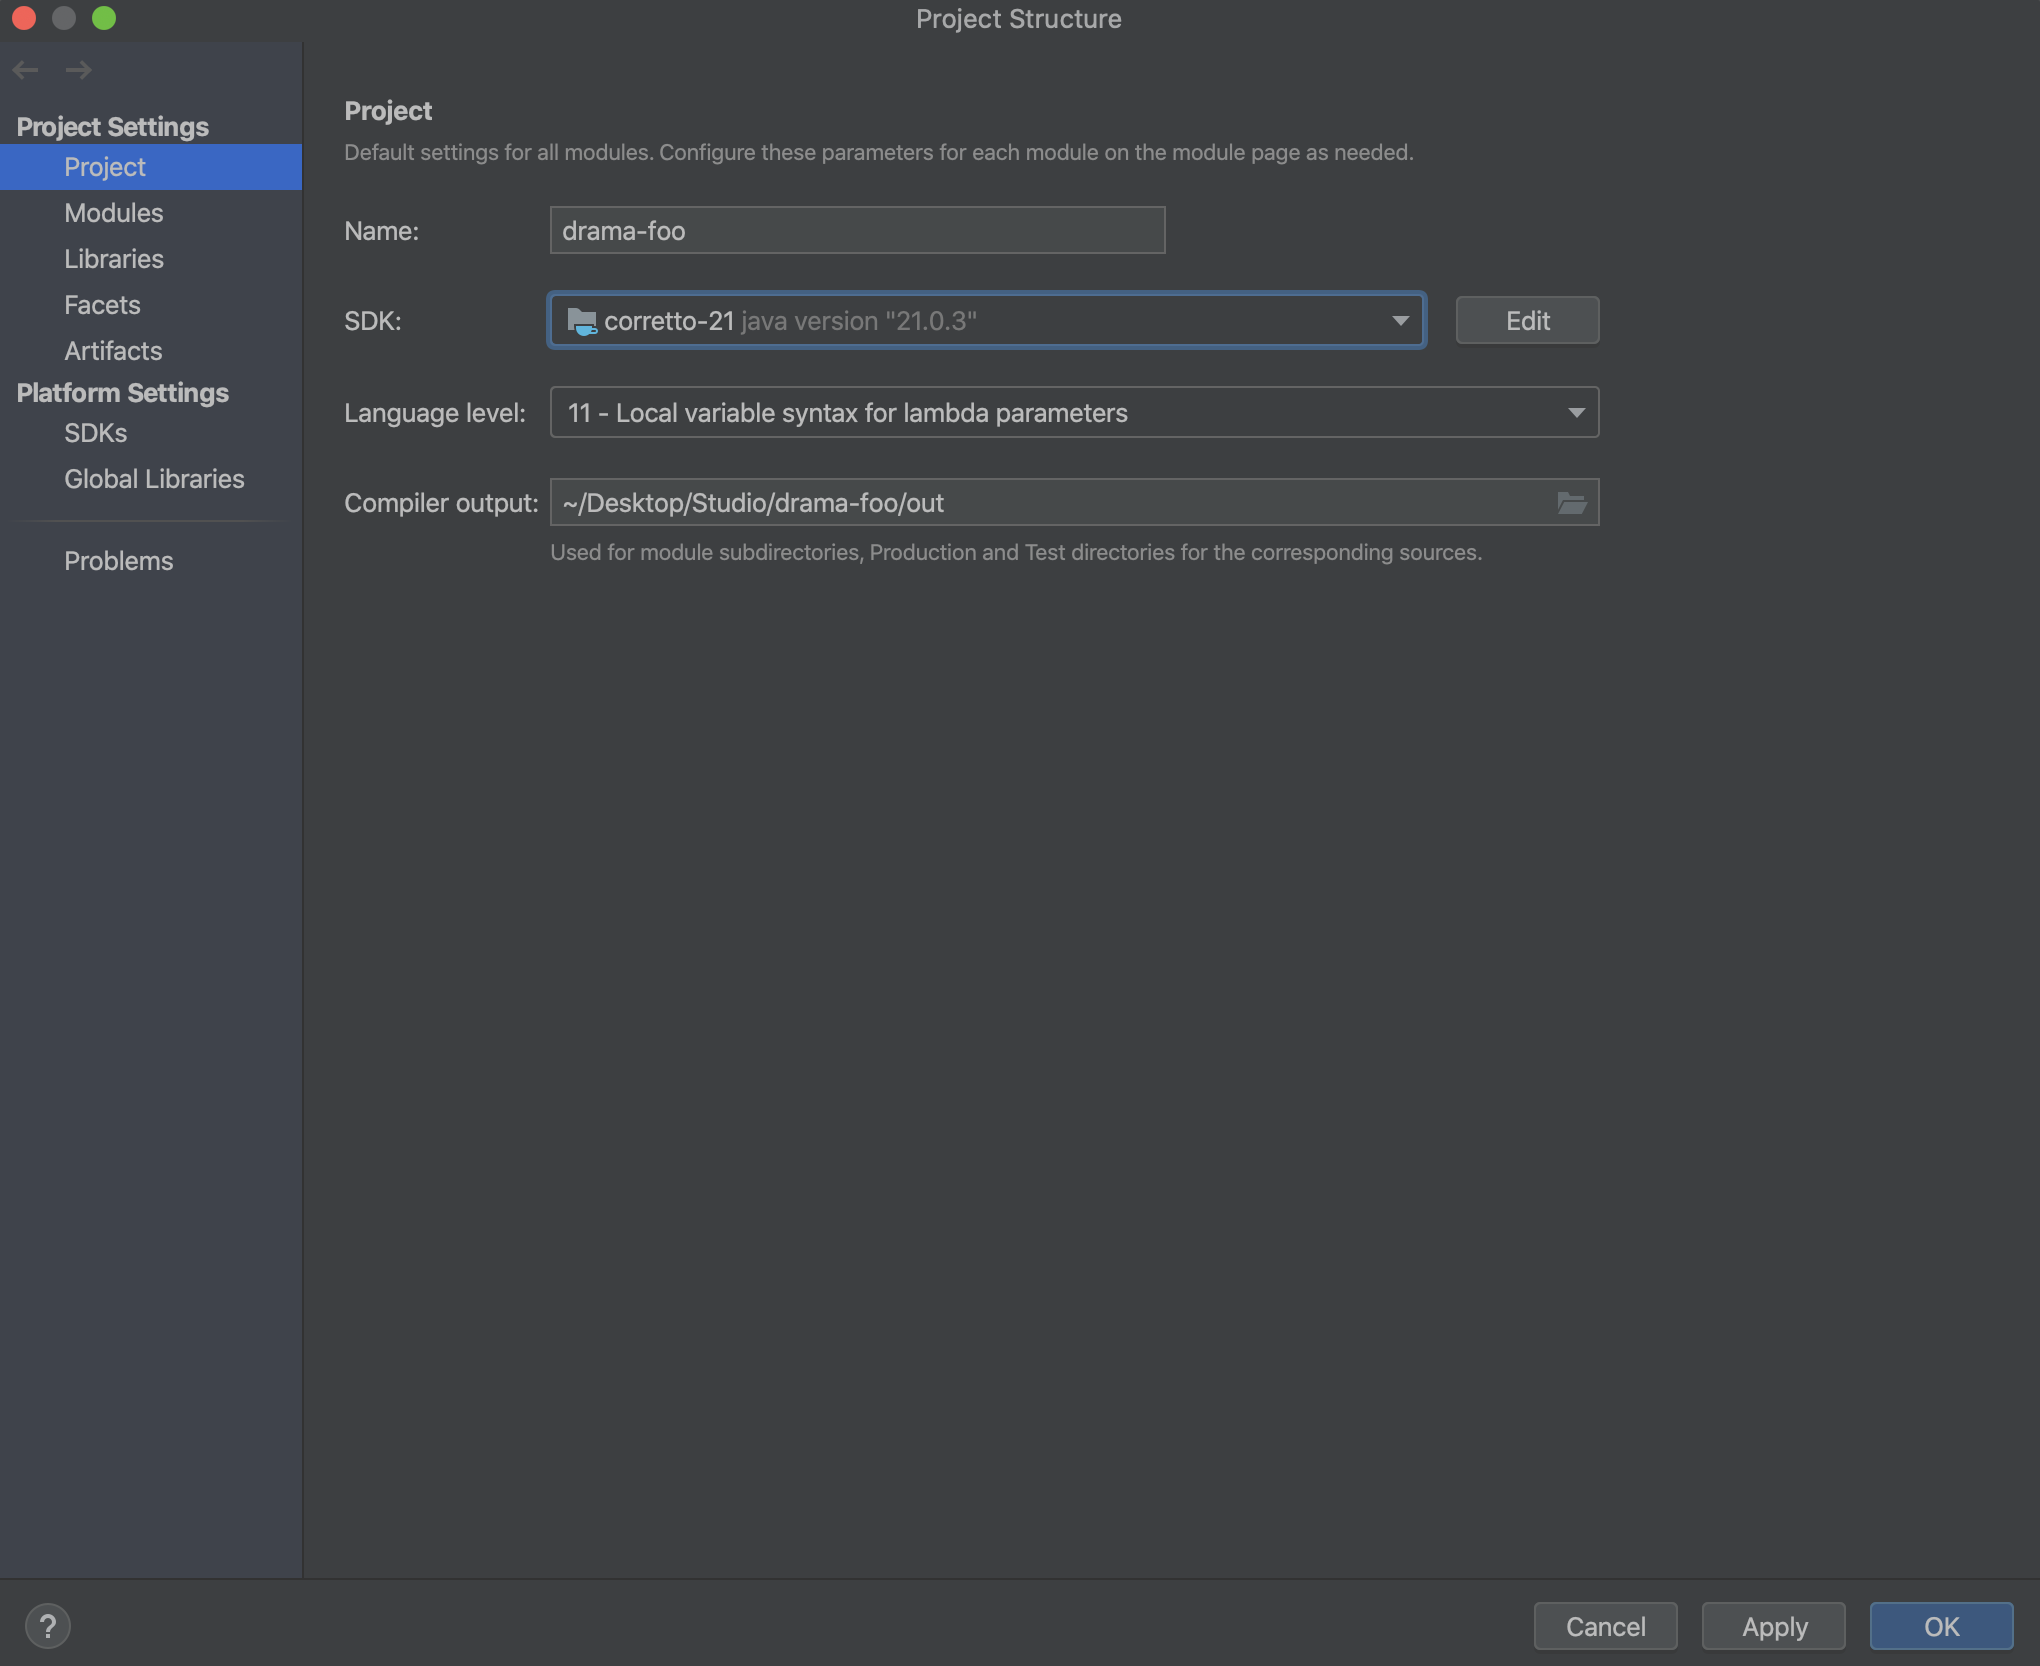 Project Structure
Project Settings
Project
Modules
Libraries
Facets
Artifacts
Platform Settings
SDKs
Global Libraries
Problems
Project
Default settings for all modules. Configure these parameters for each module on the module page as needed.
Name: drama-foo
SDK: corretto-21 java version "21.0.3" Edit
Language level: 11 - Local variable syntax for lambda parameters
Compiler output: ~/Desktop/Studio/drama-foo/out
Used for module subdirectories, Production and Test directories for the corresponding sources.
? Cancel Apply OK